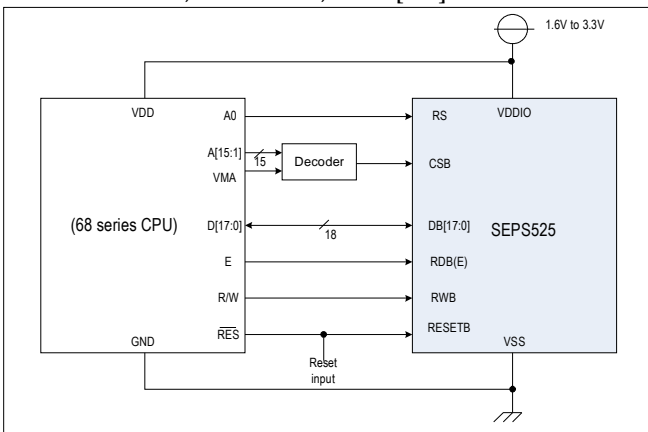 1.6V to 3.3V
VDD
A0
RS
VDDIO
A[15:1]
15
Decoder
CSB
VMA
(68 series CPU)
D[17:0]
18
DB[17:0]
SEPS525
E
RDB(E)
R/W
RWB
RES
RESETB
GND
Reset
input
VSS